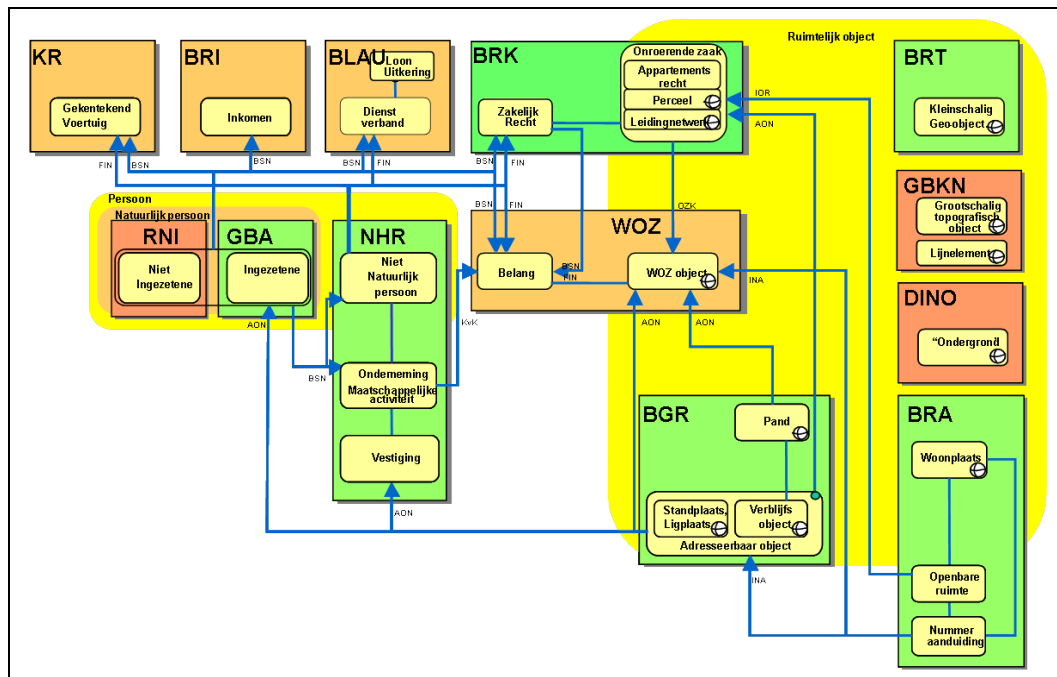 Ruimtelijk object
KR
Gekentekend
Voertuig
BRI
Inkomen
BLAU
Loon
Uitkering
Dienst
verband
BRK
Zakelijk
Recht
Onroerende zaak
Appartements
recht
Perceel
Leidingnetwerk
BRT
Kleinschalig
Geo-object
IOR
AON
FIN
BSN
BSN
BSN
FIN
BSN
FIN
GBKN
Grootschalig
topografisch
object
Lijnelement
Persoon
Natuurlijk persoon
RNI
Niet
Ingezetene
GBA
Ingezetene
NHR
Niet
Natuurlijk
persoon
BSN
FIN
OZK
WOZ
Belang
BSN
FIN
WOZ object
INA
DINO
"Ondergrond
AON
KvK
AON
AON
BSN
Onderneming
Maatschappelijke
activiteit
Vestiging
AON
BGR
Pand
Standplaats,
Ligplaats
Verblijfs
object
Adresseerbaar object
INA
BRA
Woonplaats
Openbare
ruimte
Nummer
aanduiding